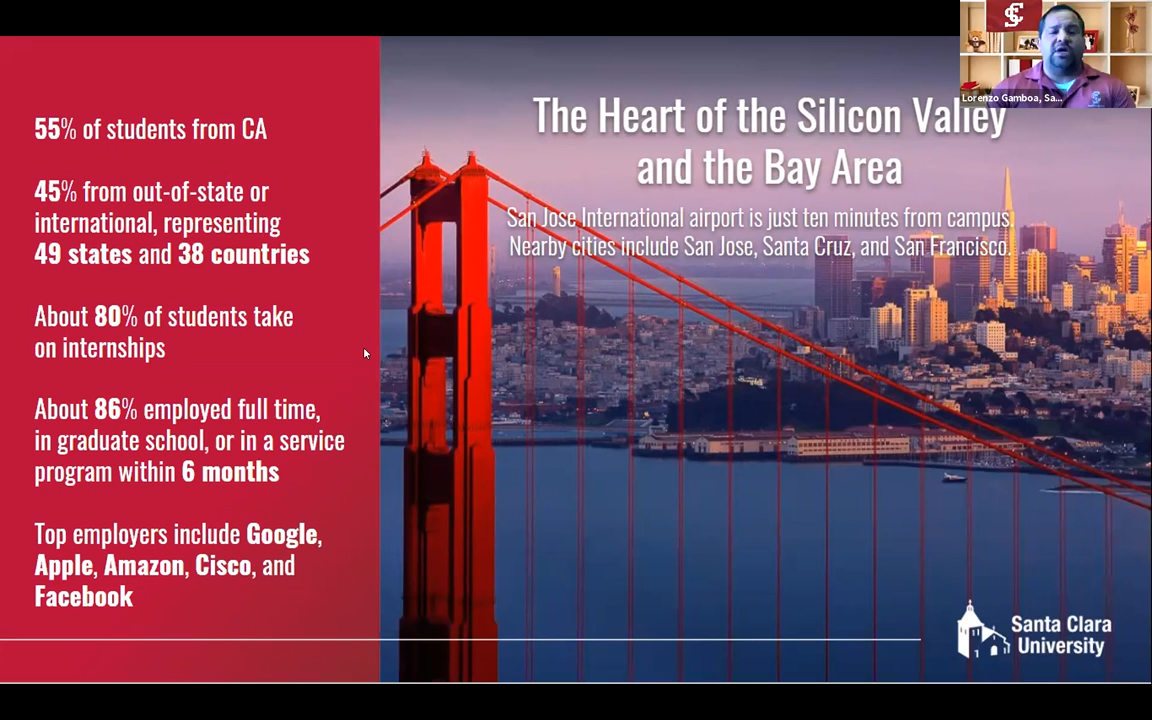 55% of students from CA
45% from out-of-state or
international, representing
49 states and 38 countries
About 80% of students take
on internships
About 86% employed full time,
in graduate school, or in a service
program within 6 months
Top employers include Google,
Apple, Amazon, Cisco, and
Facebook
The Heart of the Silicon Valley
and the Bay Area
San Jose International airport is just ten minutes from campus.
Nearby cities include San Jose, Santa Cruz, and San Francisco.
Lorenzo Gamboa, Sa...
Santa Clara
University